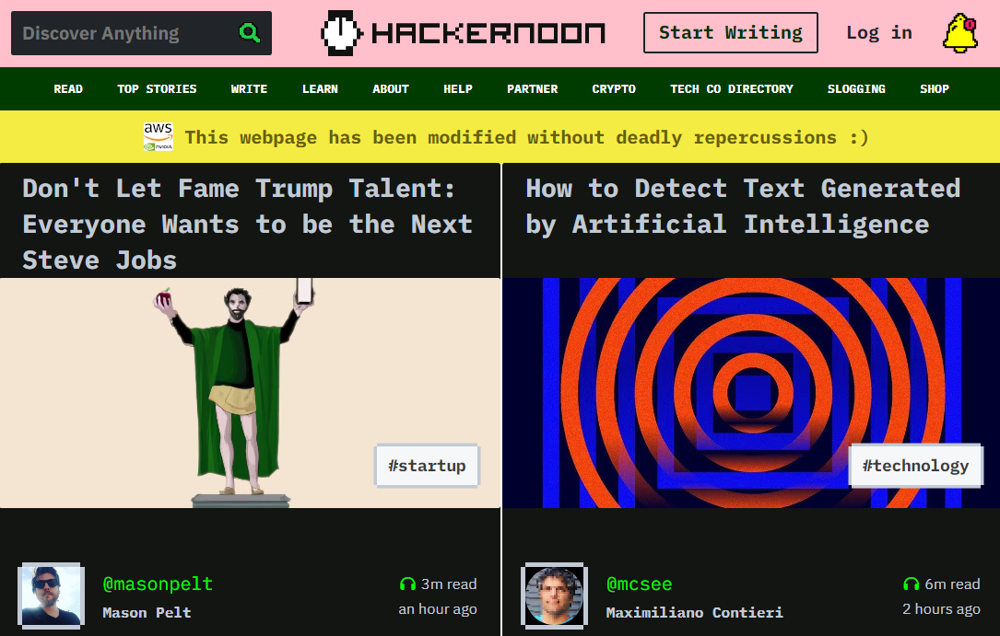 Discover Anything
HACKERNOON
Start Writing
Log in
0
READ TOP STORIES WRITE LEARN ABOUT HELP PARTNER CRYPTO TECH CO DIRECTORY SLOGGING SHOP
aws
NVIDIA.
This webpage has been modified without deadly repercussions :)
Don't Let Fame Trump Talent:
Everyone Wants to be the Next
Steve Jobs
#startup
@masonpelt
3m read
Mason Pelt
an hour ago
How to Detect Text Generated
by Artificial Intelligence
#technology
@mcsee
6m read
Maximiliano Contieri
2 hours ago